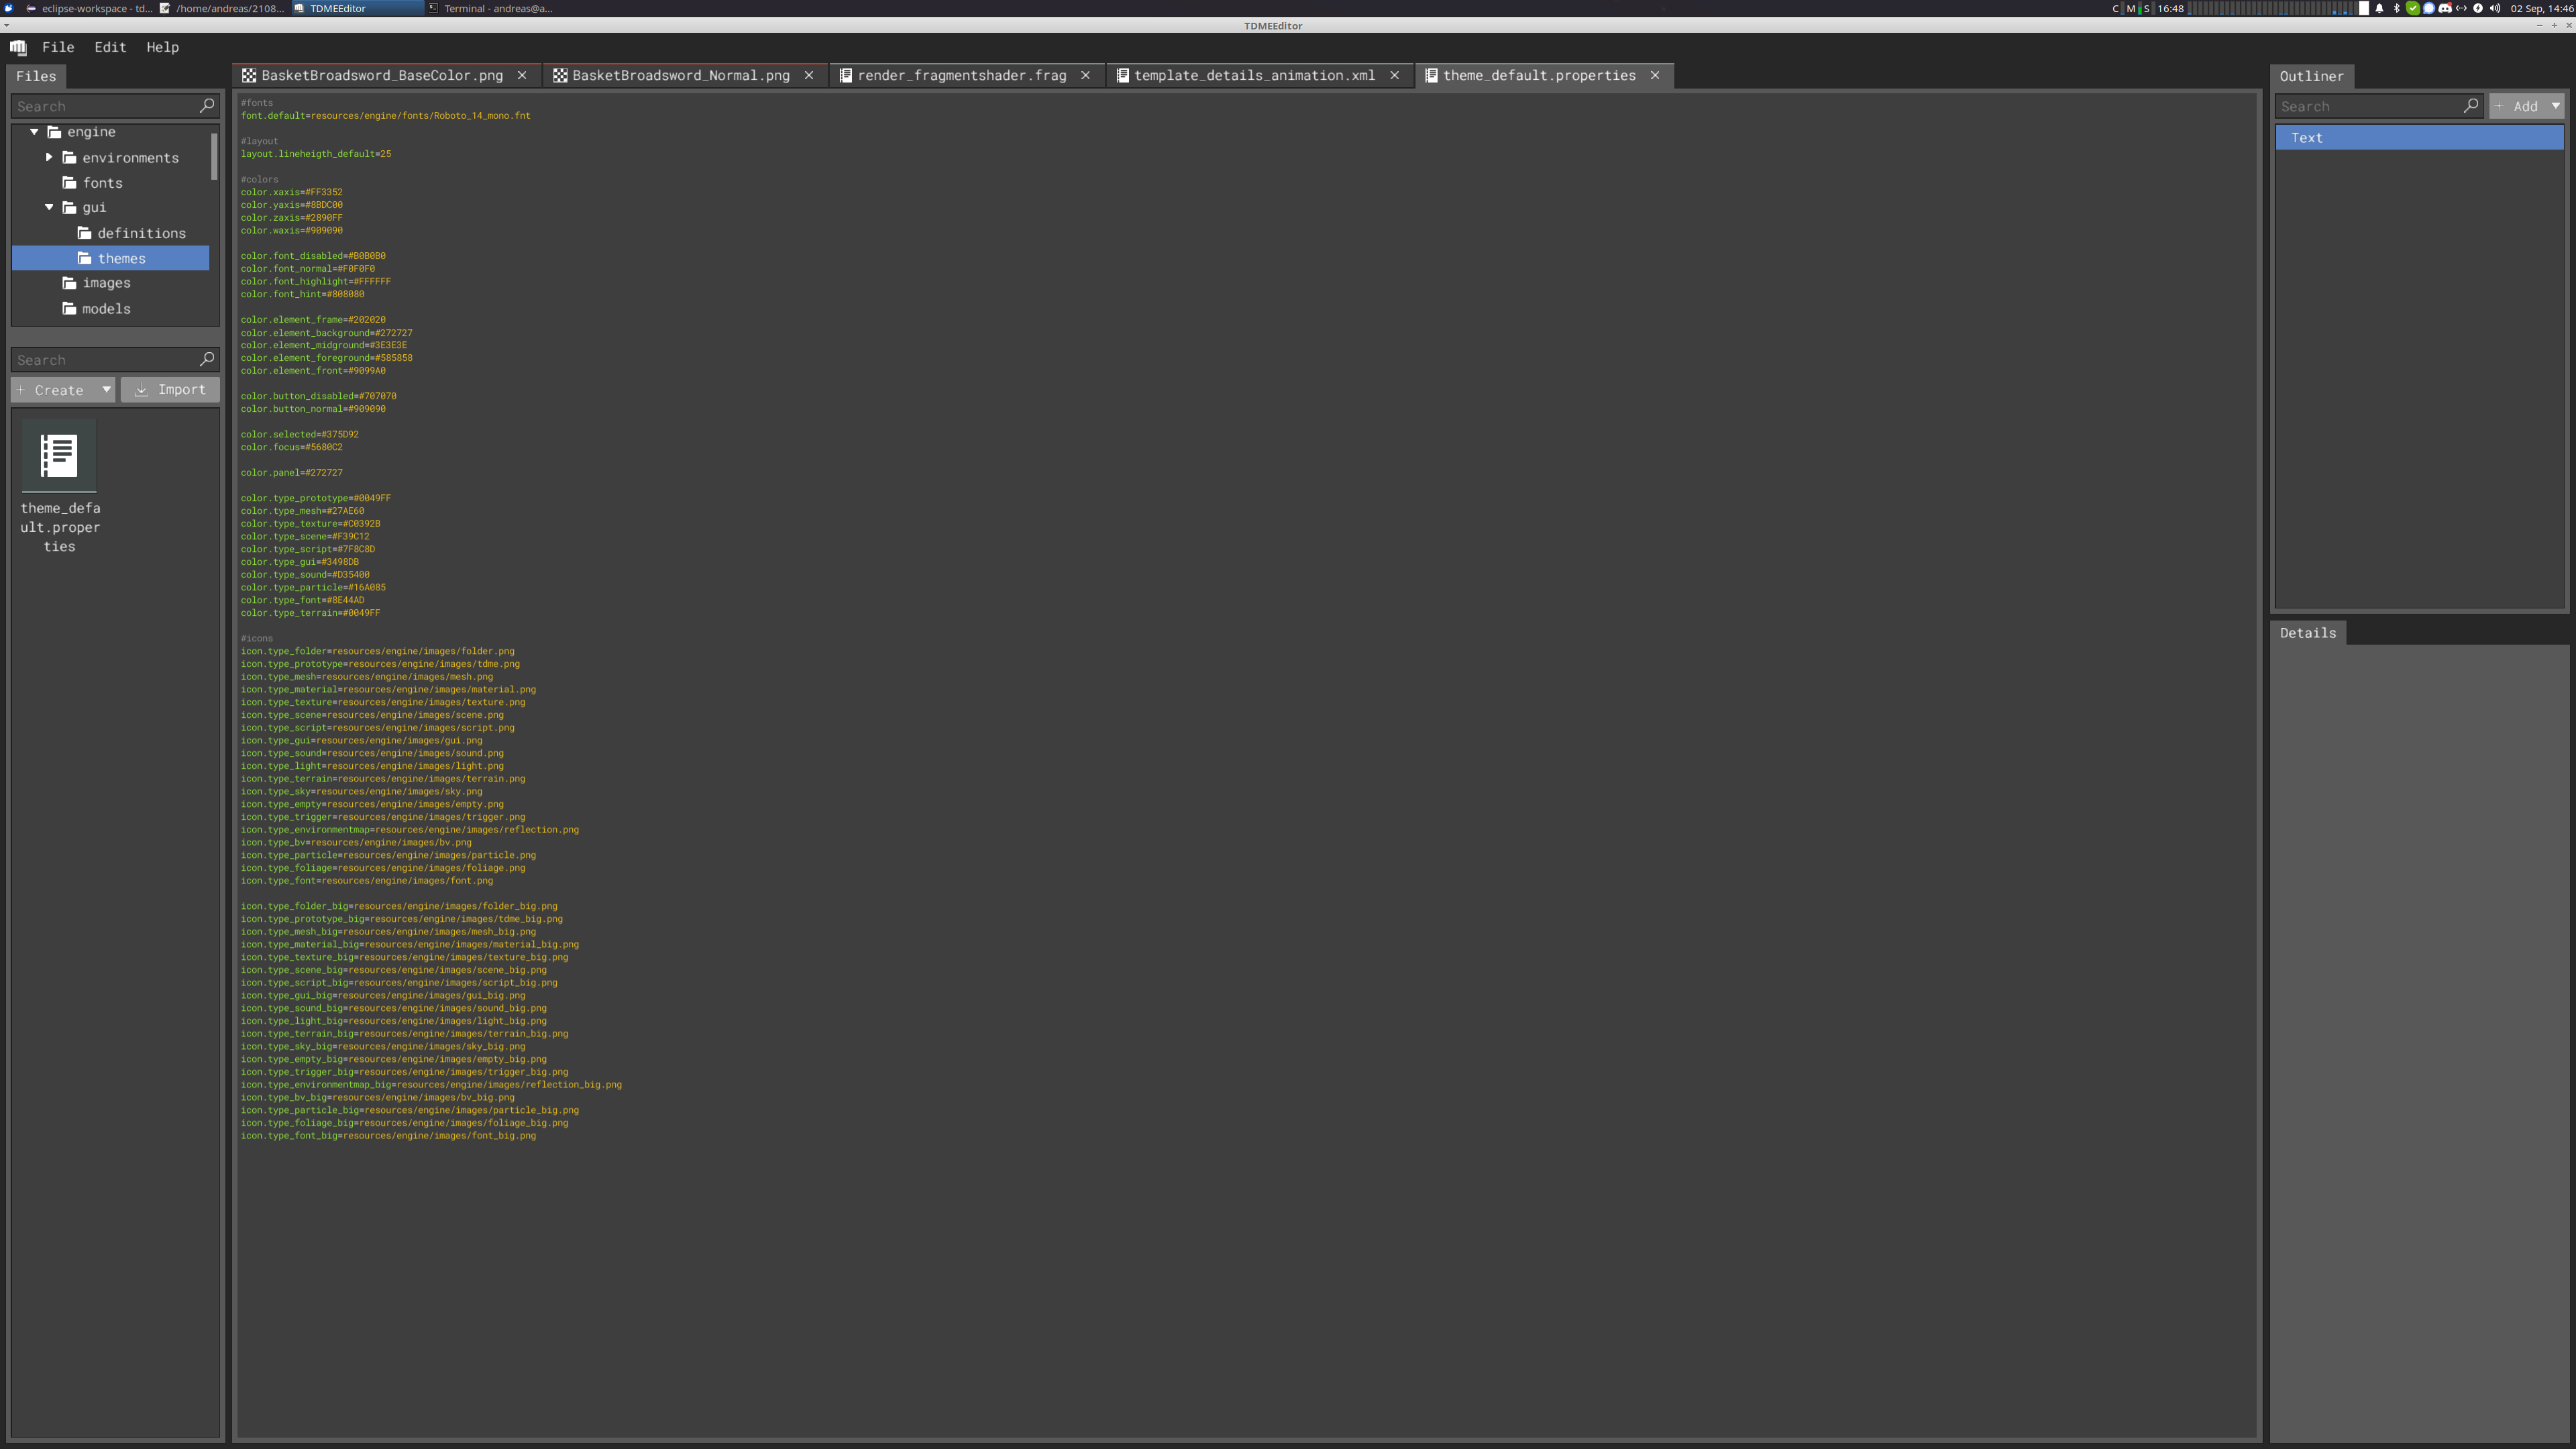 eclipse-workspace - td...
/home/andreas/2108...
TDMEEditor
Terminal - andreas@a...
C M S 16:48
02 Sep, 14:46
TDMEEditor
File Edit Help
Files
Search
engine
environments
fonts
gui
definitions
themes
images
models
Search
+ Create
Import
theme_defa
ult.proper
ties
BasketBroadsword_BaseColor.png
BasketBroadsword_Normal.png
render_fragmentshader.frag
template_details_animation.xml
theme_default.properties
#fonts
font.default=resources/engine/fonts/Roboto_14_mono.fnt
#layout
layout.lineheigth_default=25
#colors
color.xaxis=#FF3352
color.yaxis=#8BDC00
color.zaxis=#2890FF
color.waxis=#909090
color.font_disabled=#B0B0B0
color.font_normal=#F0F0F0
color.font_highlight=#FFFFFF
color.font_hint=#808080
color.element_frame=#202020
color.element_background=#272727
color.element_midground=#3E3E3E
color.element_foreground=#585858
color.element_front=#9099A0
color.button_disabled=#707070
color.button_normal=#909090
color.selected=#375D92
color.focus=#5680C2
color.panel=#272727
color.type_prototype=#0049FF
color.type_mesh=#27AE60
color.type_texture=#C0392B
color.type_scene=#F39C12
color.type_script=#7F8C8D
color.type_gui=#3498DB
color.type_sound=#D35400
color.type_particle=#16A085
color.type_font=#8E44AD
color.type_terrain=#0049FF
#icons
icon.type_folder=resources/engine/images/folder.png
icon.type_prototype=resources/engine/images/tdme.png
icon.type_mesh=resources/engine/images/mesh.png
icon.type_material=resources/engine/images/material.png
icon.type_texture=resources/engine/images/texture.png
icon.type_scene=resources/engine/images/scene.png
icon.type_script=resources/engine/images/script.png
icon.type_gui=resources/engine/images/gui.png
icon.type_sound=resources/engine/images/sound.png
icon.type_light=resources/engine/images/light.png
icon.type_terrain=resources/engine/images/terrain.png
icon.type_sky=resources/engine/images/sky.png
icon.type_empty=resources/engine/images/empty.png
icon.type_trigger=resources/engine/images/trigger.png
icon.type_environmentmap=resources/engine/images/reflection.png
icon.type_bv=resources/engine/images/bv.png
icon.type_particle=resources/engine/images/particle.png
icon.type_foliage=resources/engine/images/foliage.png
icon.type_font=resources/engine/images/font.png
icon.type_folder_big=resources/engine/images/folder_big.png
icon.type_prototype_big=resources/engine/images/tdme_big.png
icon.type_mesh_big=resources/engine/images/mesh_big.png
icon.type_material_big=resources/engine/images/material_big.png
icon.type_texture_big=resources/engine/images/texture_big.png
icon.type_scene_big=resources/engine/images/scene_big.png
icon.type_script_big=resources/engine/images/script_big.png
icon.type_gui_big=resources/engine/images/gui_big.png
icon.type_sound_big=resources/engine/images/sound_big.png
icon.type_light_big=resources/engine/images/light_big.png
icon.type_terrain_big=resources/engine/images/terrain_big.png
icon.type_sky_big=resources/engine/images/sky_big.png
icon.type_empty_big=resources/engine/images/empty_big.png
icon.type_trigger_big=resources/engine/images/trigger_big.png
icon.type_environmentmap_big=resources/engine/images/reflection_big.png
icon.type_bv_big=resources/engine/images/bv_big.png
icon.type_particle_big=resources/engine/images/particle_big.png
icon.type_foliage_big=resources/engine/images/foliage_big.png
icon.type_font_big=resources/engine/images/font_big.png
Outliner
Search
+ Add
Text
Details